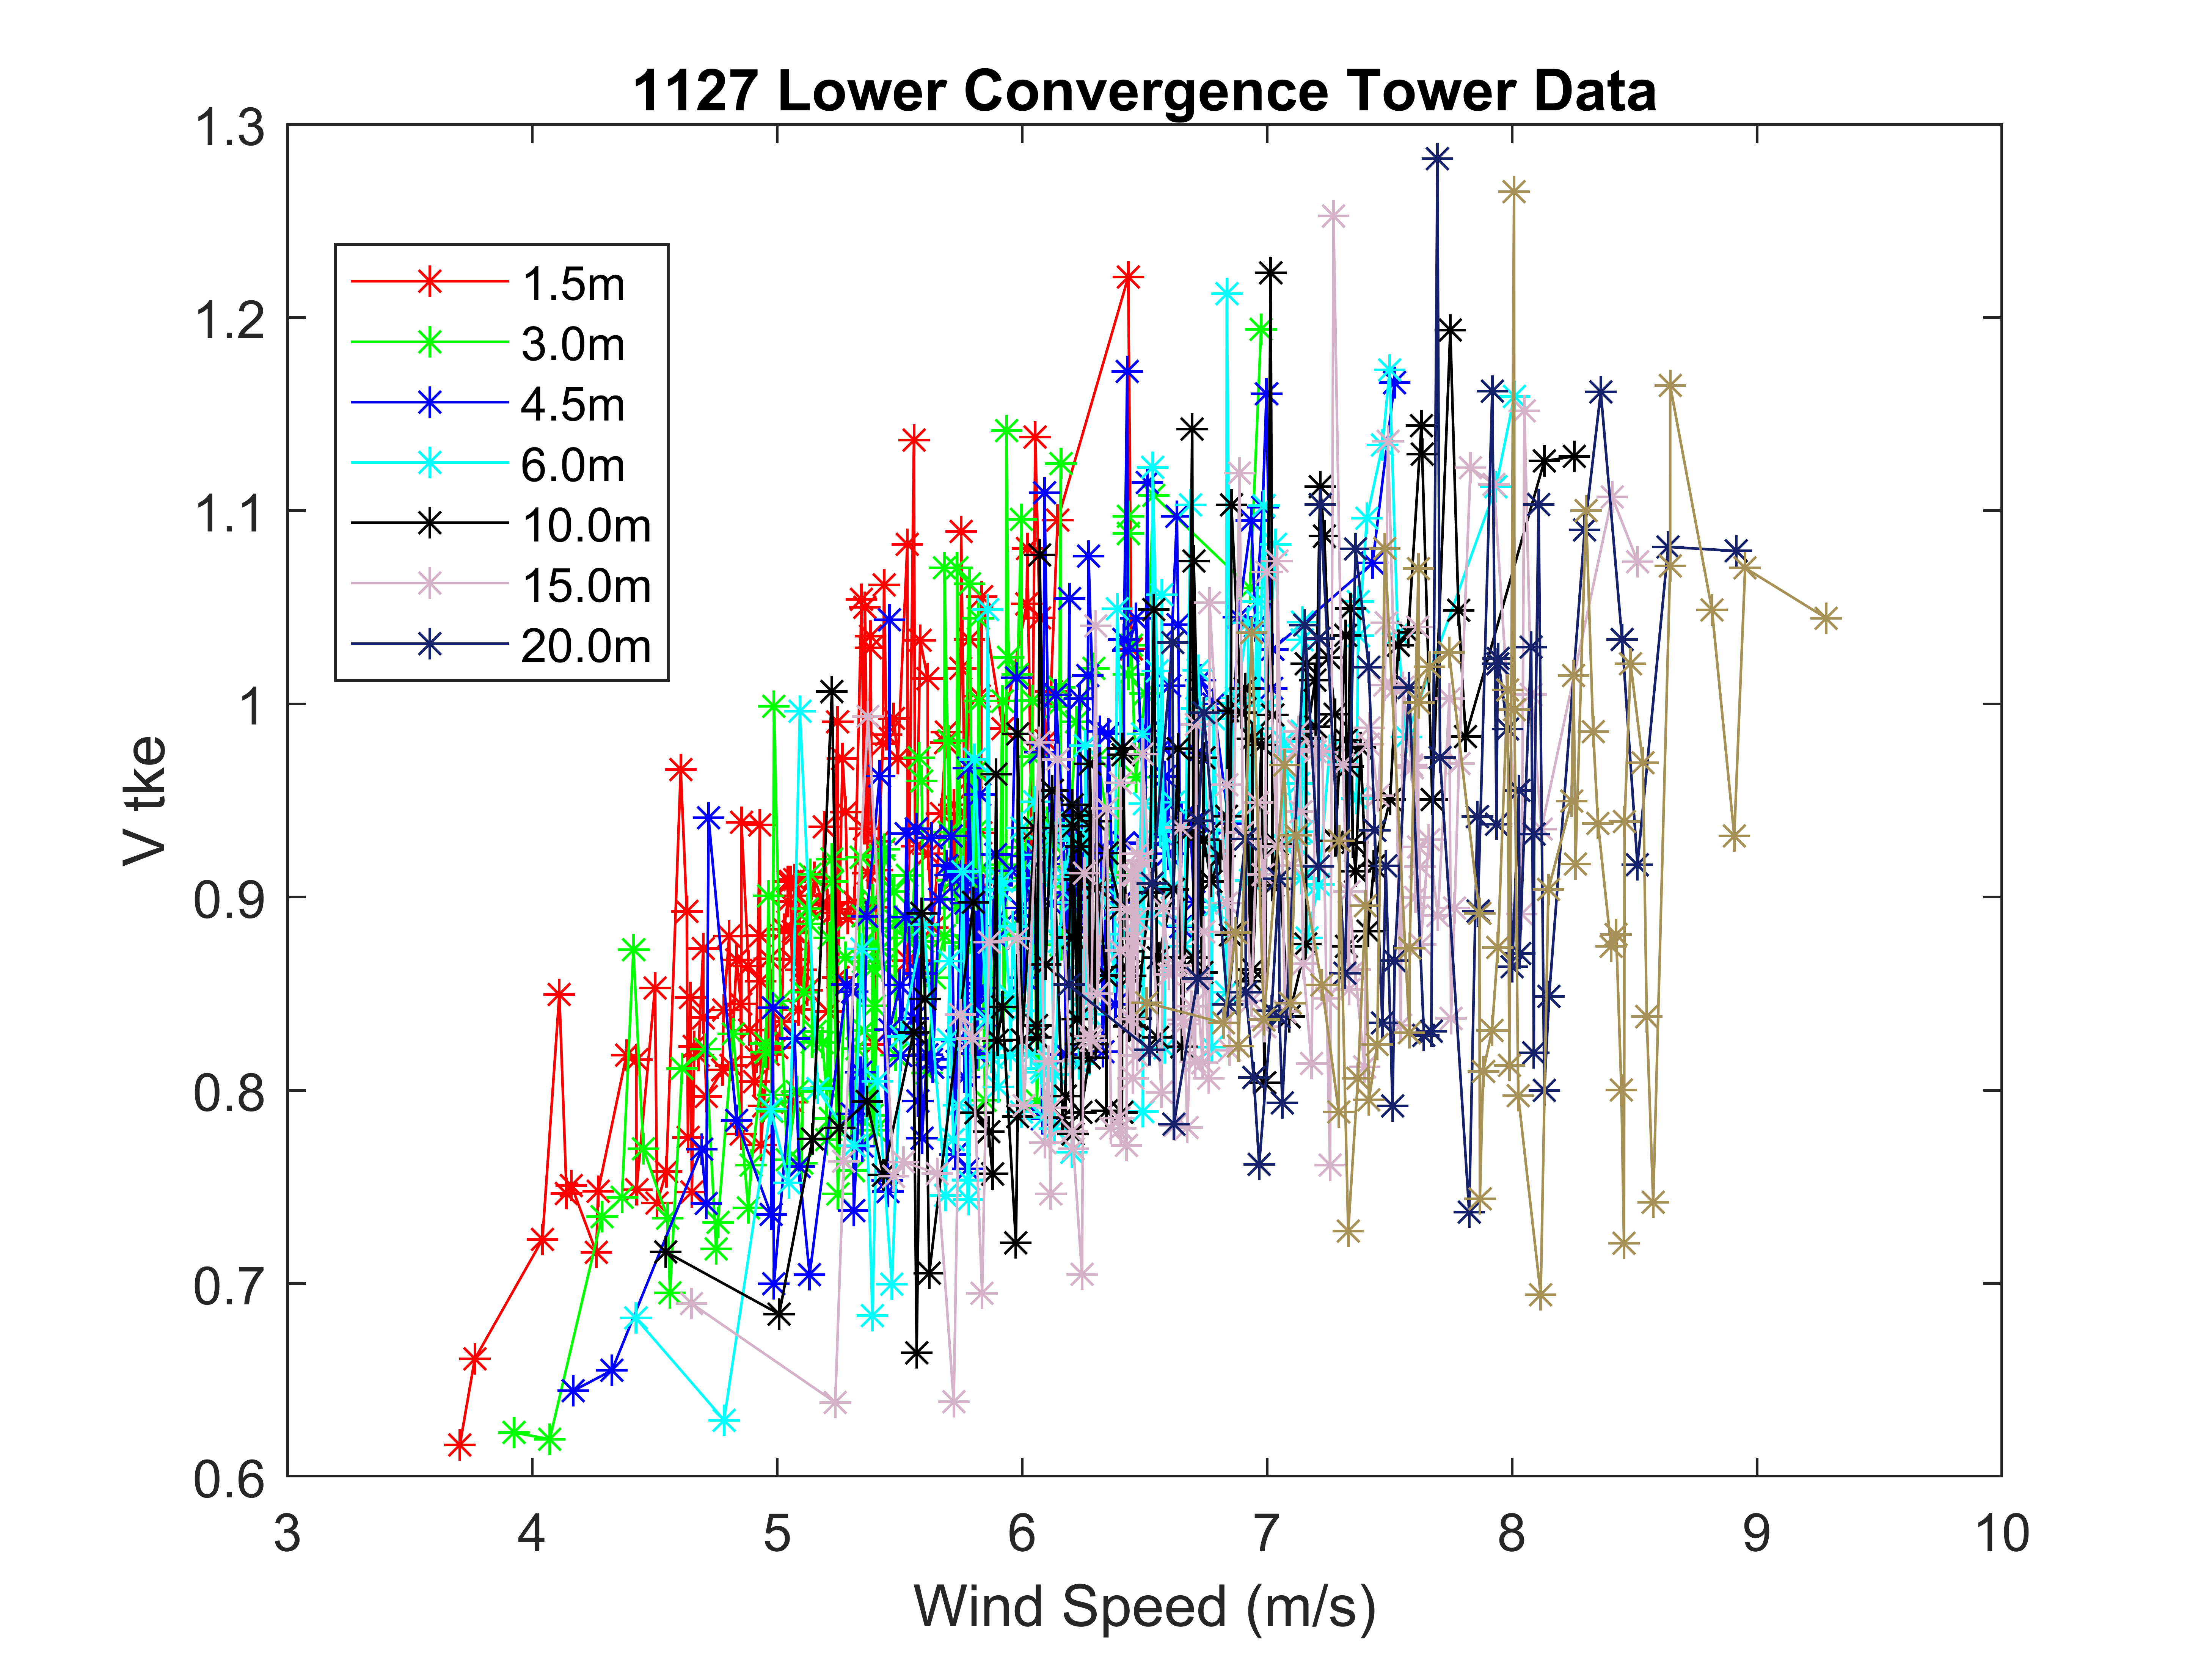 1127 Lower Convergence Tower Data
1.3
1.2
1.1
1
0.9
0.8
0.7
0.6
V tke
1.5m
3.0m
4.5m
6.0m
10.0m
15.0m
20.0m
3 4 5 6 7 8 9 10
Wind Speed (m/s)